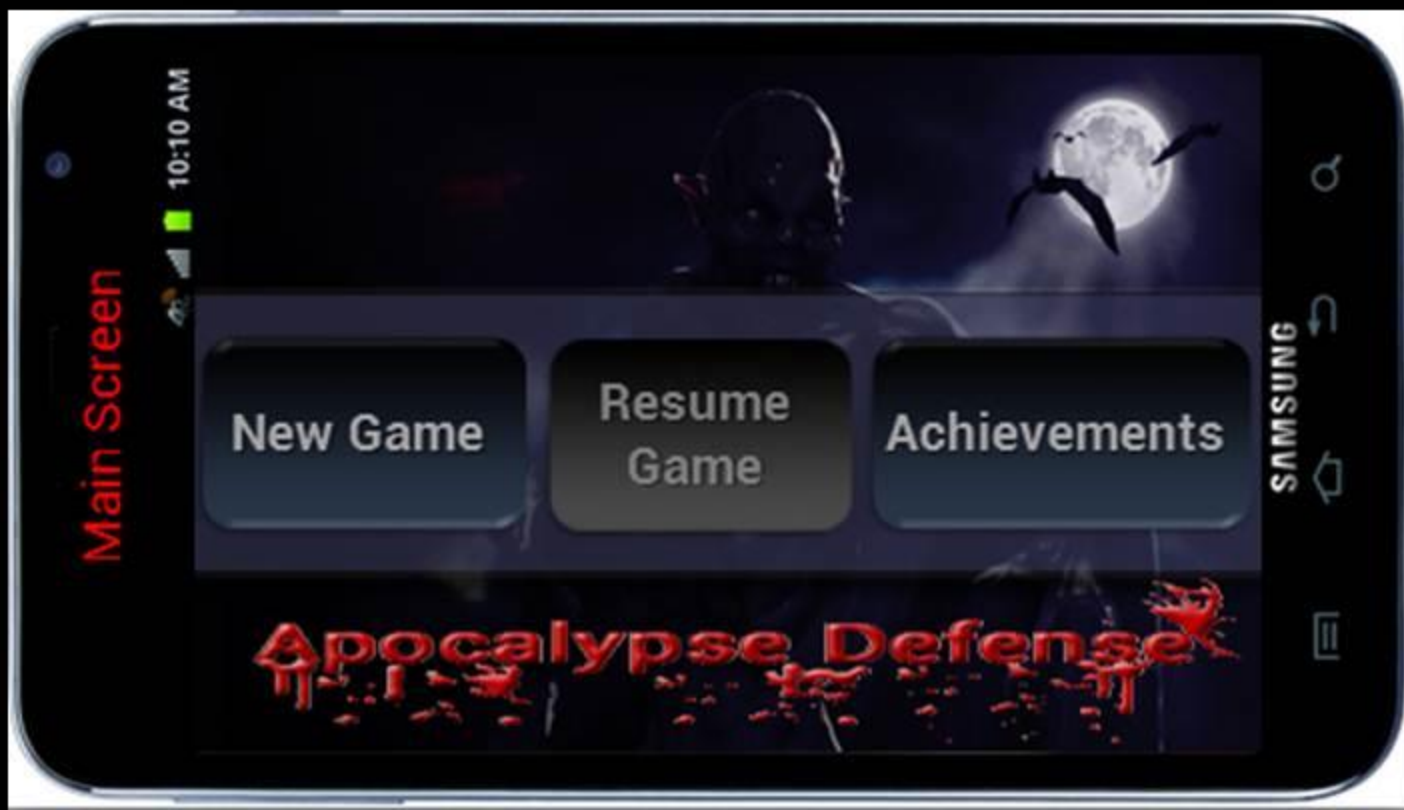 Main Screen
10:10 AM
New Game
Resume
Game
Achievements
SAMSUNG
Apocalypse Defense